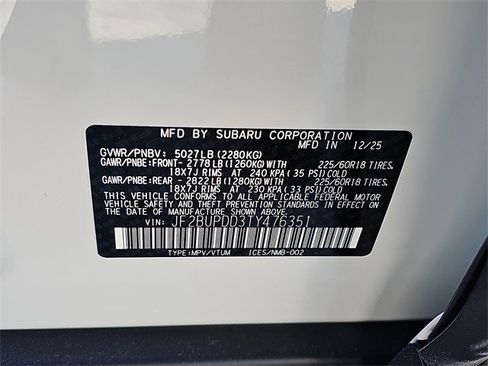 MFD BY SUBARU CORPORATION 12/25
GVWR/PNBV: 5027LB(2280KG)
GAWR/PNBE:FRONT- 2778LB(1260KG)WITH 225/60R18 TIRES.
18X7J RIMS AT 240 KPA(35 PSI)COLD
GAWR/PNBE:REAR - 2822LB(1280KG)WITH 225/60R18 TIRES.
18X7J RIMS AT 230 KPA(33 PSI)COLD
THIS VEHICLE CONFORMS TO ALL APPLICABLE FEDERAL MOTOR
VEHICLE SAFETY AND THEFT PREVENTION STANDARDS IN EFFECT
ON THE DATE OF MANUFACTURE SHOWN ABOVE.
VIN: JF2BUPDD3TY476351
TYPE:MPV/VTUM ICES/NMB-002